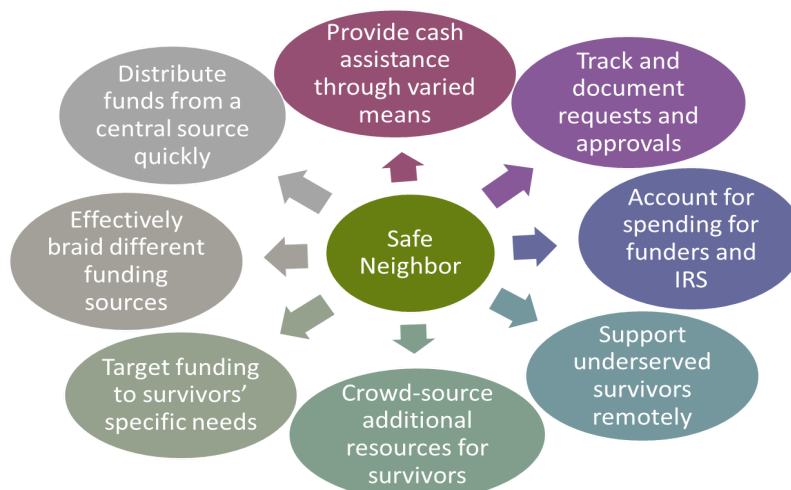 Provide cash
assistance
through varied
means
Track and
document
requests and
approvals
Account for
spending for
funders and
IRS
Support
underserved
survivors
remotely
Crowd-source
additional
resources for
survivors
Target funding
to survivors’
specific needs
Effectively
braid different
funding
sources
Distribute
funds from a
central source
quickly
Safe
Neighbor